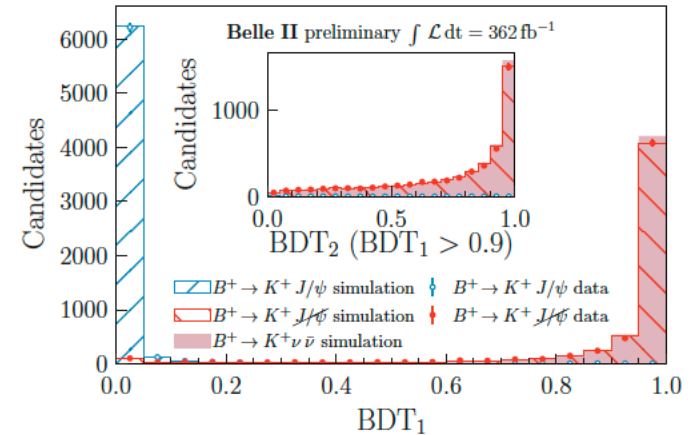 Belle II preliminary ∫ 𝓛 dt = 362 fb⁻¹
Candidates
6000
5000
4000
3000
2000
1000
0
Candidates
1000
0
0.0 0.5 1.0
BDT₂ (BDT₁ > 0.9)
B⁺ → K⁺ J/ψ simulation
B⁺ → K⁺ J/ψ data
B⁺ → K⁺ J̸/̸ψ̸ simulation
B⁺ → K⁺ J̸/̸ψ̸ data
B⁺ → K⁺ν ν̄ simulation
0.0 0.2 0.4 0.6 0.8 1.0
BDT₁